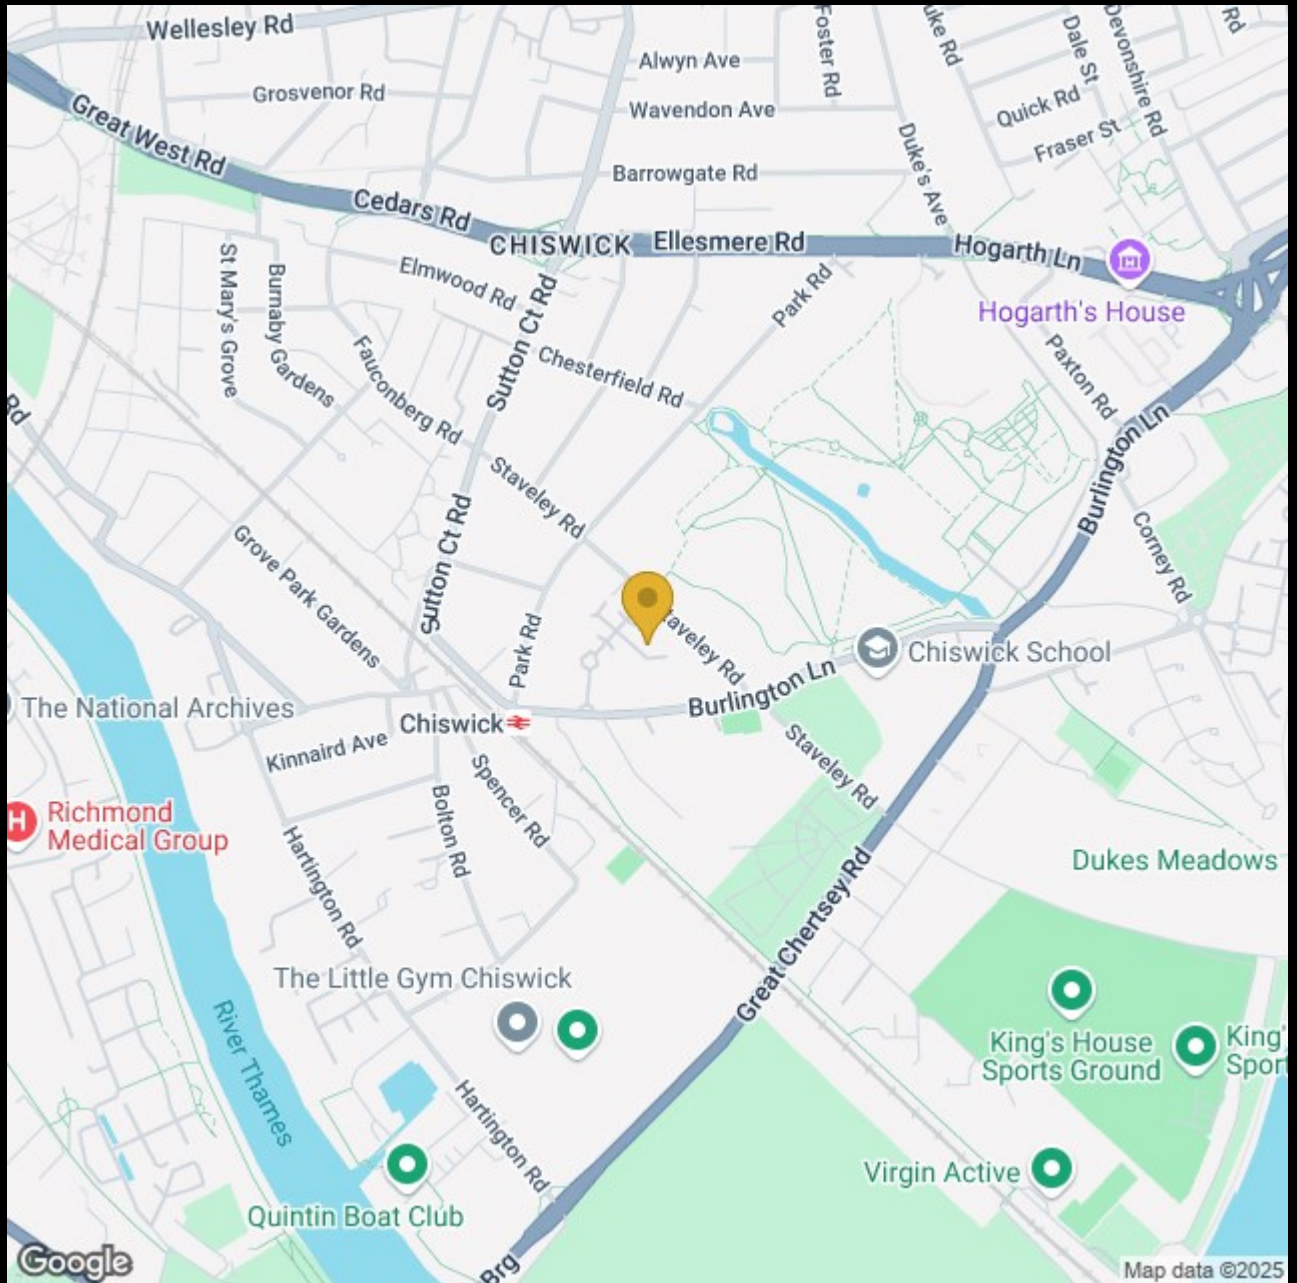 Wellesley Rd
Foster Rd
Duke Rd
Dale St
Devonshire Rd
Rd
Alwyn Ave
Grosvenor Rd
Wavendon Ave
Quick Rd
Great West Rd
Fraser St
Duke's Ave
Barrowgate Rd
Cedars Rd
CHISWICK
Ellesmere Rd
Hogarth Ln
St Mary's Grove
Burnaby Gardens
Elmwood Rd
Park Rd
Hogarth's House
Sutton Ct Rd
Fauconberg Rd
Chesterfield Rd
Paxton Rd
Rd
Burlington Ln
Staveley Rd
Sutton Ct Rd
Corney Rd
Grove Park Gardens
Park Rd
Staveley Rd
Chiswick School
Burlington Ln
The National Archives
Chiswick
Kinnaird Ave
Staveley Rd
Spencer Rd
Bolton Rd
Richmond
Medical Group
H
Hartington Rd
Dukes Meadows
Great Chertsey Rd
The Little Gym Chiswick
River Thames
King's House
Sports Ground
King'
Sport
Hartington Rd
Virgin Active
Quintin Boat Club
Brg
Google
Map data ©2025